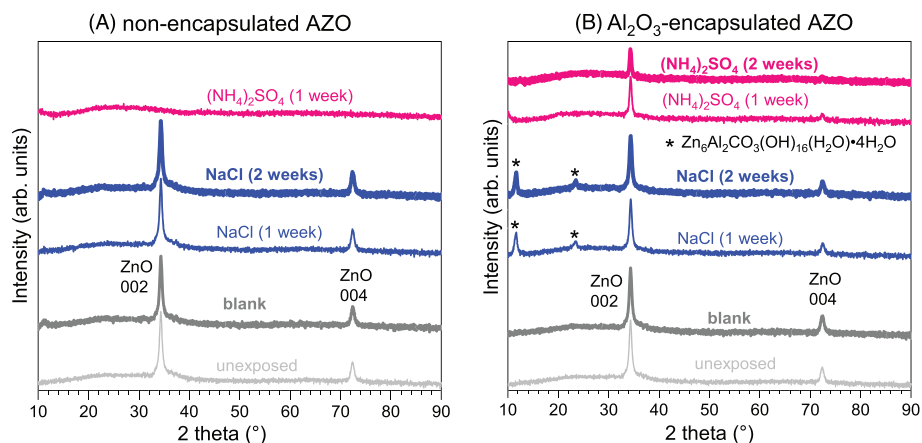 (A) non-encapsulated AZO
Intensity (arb. units)
(NH₄)₂SO₄ (1 week)
NaCl (2 weeks)
NaCl (1 week)
ZnO
002
ZnO
004
blank
unexposed
10 20 30 40 50 60 70 80 90
2 theta (°)
(B) Al₂O₃-encapsulated AZO
Intensity (arb. units)
(NH₄)₂SO₄ (2 weeks)
(NH₄)₂SO₄ (1 week)
* Zn₆Al₂CO₃(OH)₁₆(H₂O)•4H₂O
* *
NaCl (2 weeks)
* *
NaCl (1 week)
ZnO
002
ZnO
004
blank
unexposed
10 20 30 40 50 60 70 80 90
2 theta (°)